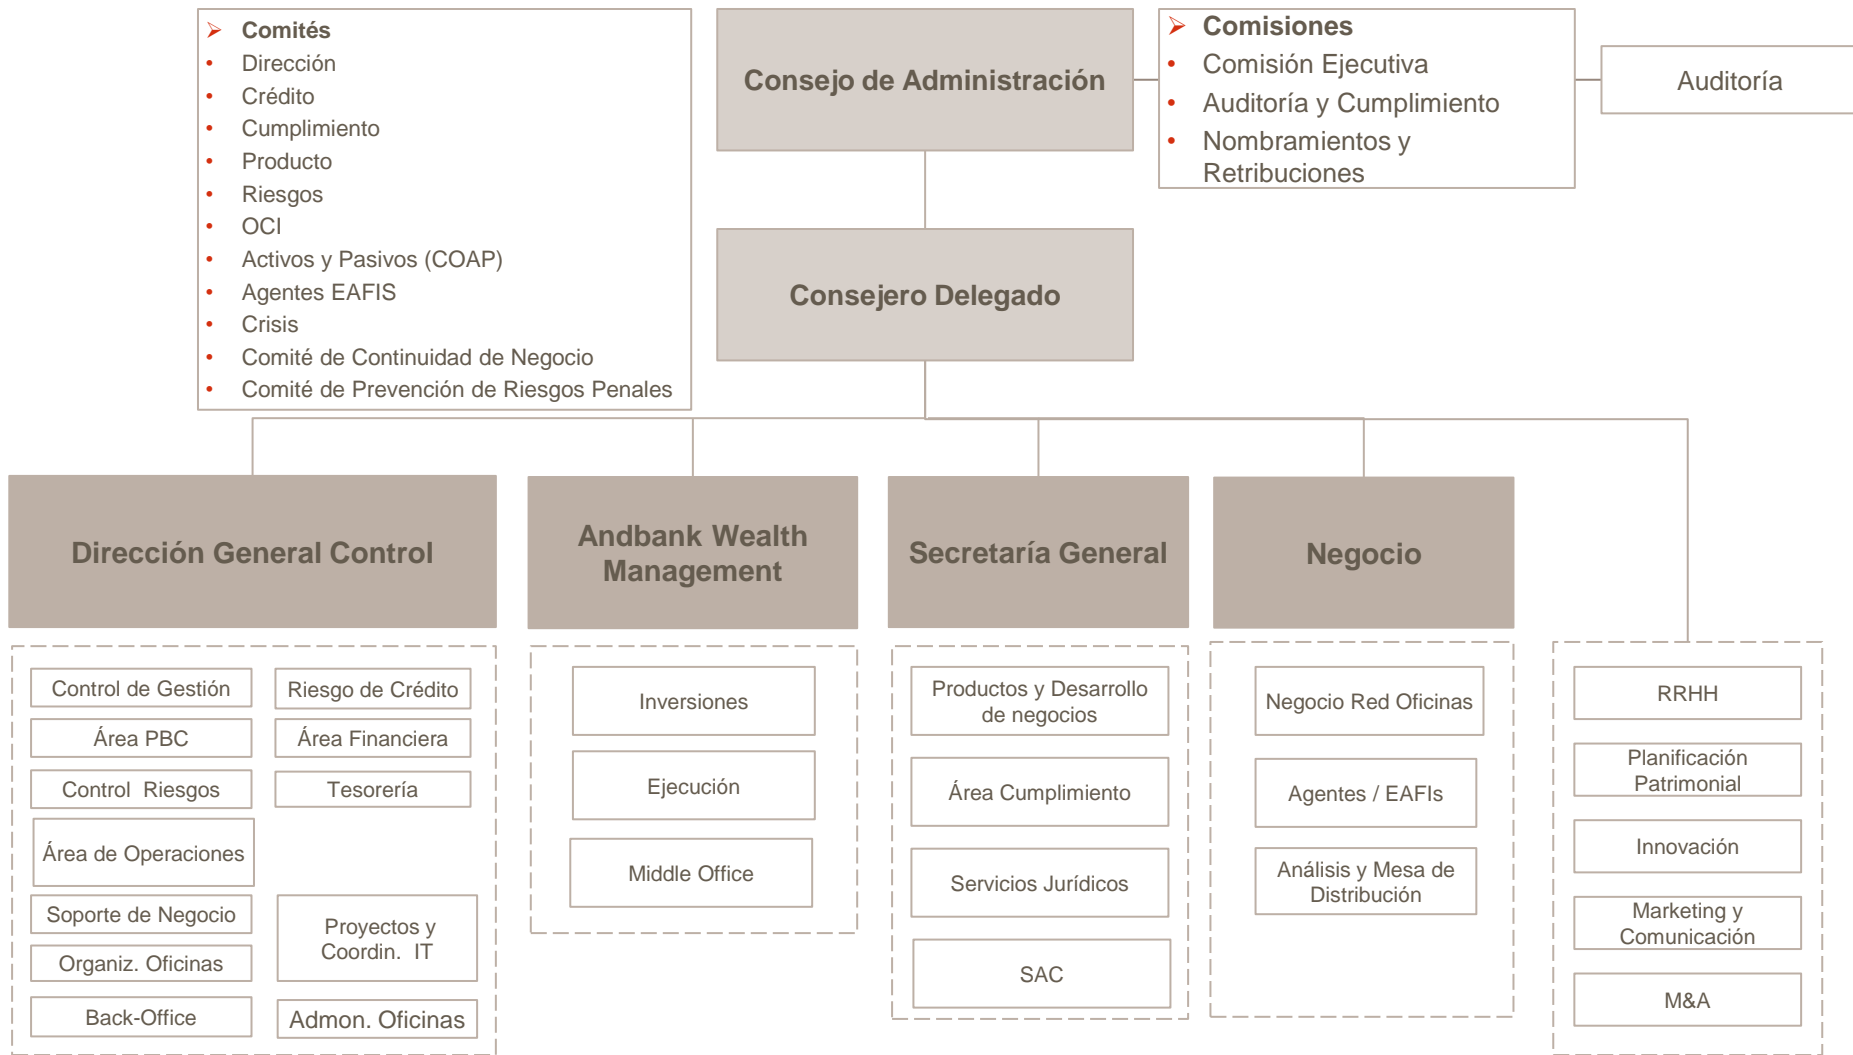 Comités
Dirección
Crédito
Cumplimiento
Producto
Riesgos
OCI
Activos y Pasivos (COAP)
Agentes EAFIS
Crisis
Comité de Continuidad de Negocio
Comité de Prevención de Riesgos Penales
Consejo de Administración
Comisiones
Comisión Ejecutiva
Auditoría y Cumplimiento
Nombramientos y
Retribuciones
Auditoría
Consejero Delegado
Dirección General Control
Andbank Wealth
Management
Secretaría General
Negocio
Control de Gestión
Riesgo de Crédito
Área PBC
Área Financiera
Control Riesgos
Tesorería
Área de Operaciones
Soporte de Negocio
Proyectos y
Coordin. IT
Organiz. Oficinas
Back-Office
Admon. Oficinas
Inversiones
Ejecución
Middle Office
Productos y Desarrollo
de negocios
Área Cumplimiento
Servicios Jurídicos
SAC
Negocio Red Oficinas
Agentes / EAFIs
Análisis y Mesa de
Distribución
RRHH
Planificación
Patrimonial
Innovación
Marketing y
Comunicación
M&A